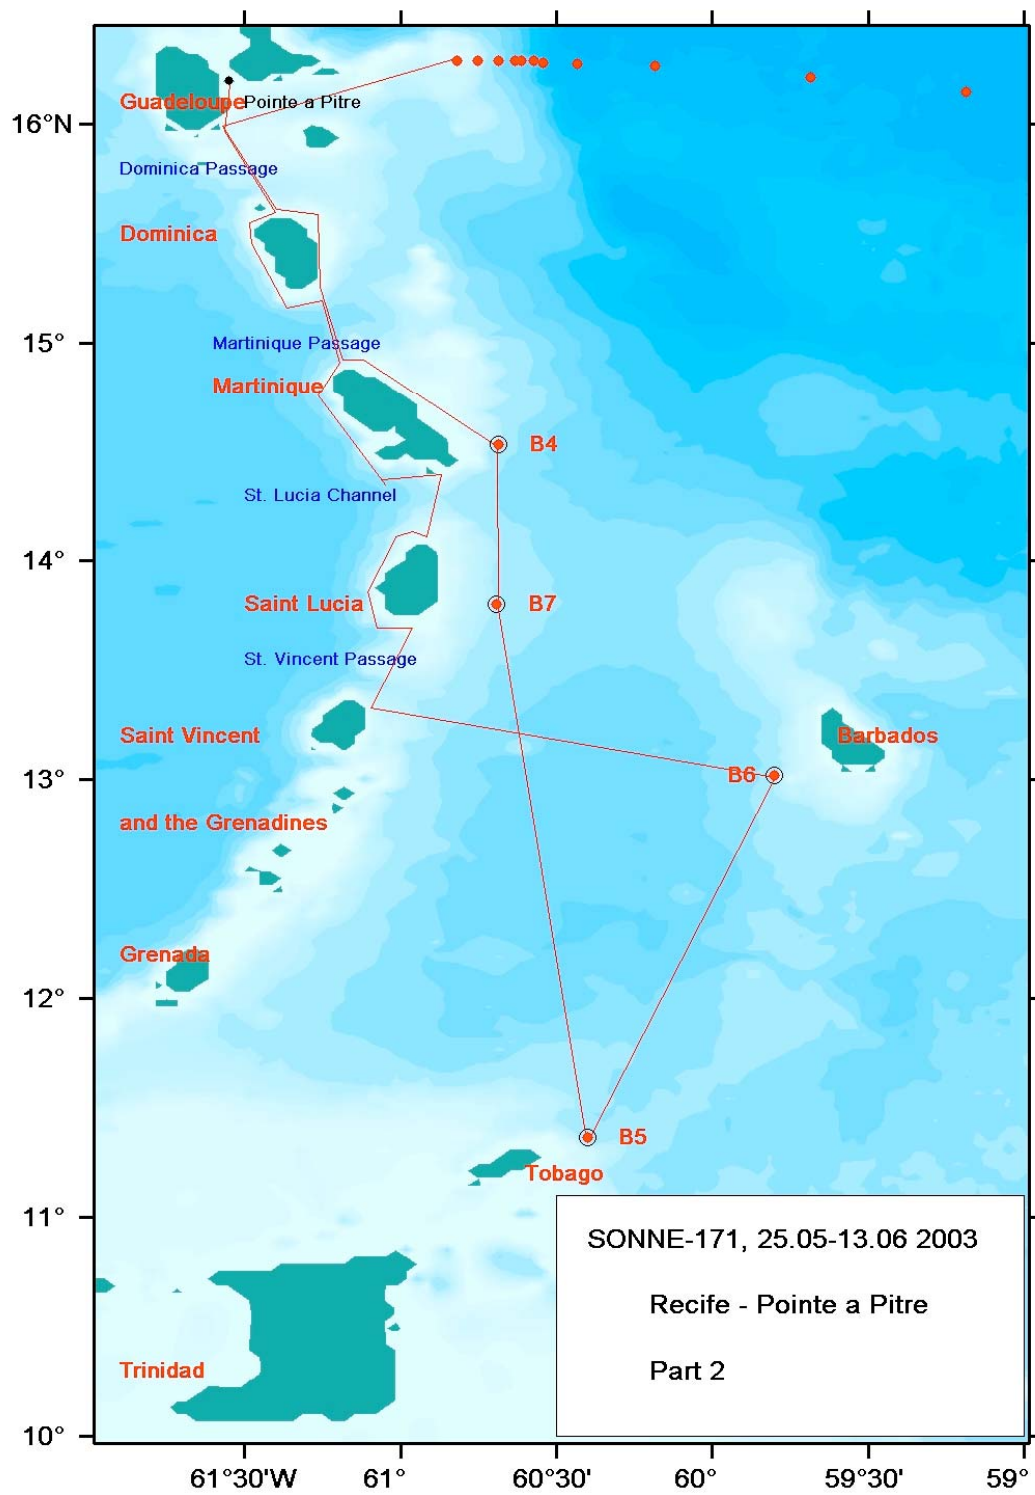 Guadeloupe
Pointe a Pitre
16°N
Dominica Passage
Dominica
15°
Martinique Passage
Martinique
B4
St. Lucia Channel
14°
Saint Lucia
B7
St. Vincent Passage
Saint Vincent
Barbados
13°
B6
and the Grenadines
Grenada
12°
B5
Tobago
11°
SONNE-171, 25.05-13.06 2003
Recife - Pointe a Pitre
Part 2
Trinidad
10°
61°30'W
61°
60°30'
60°
59°30'
59°